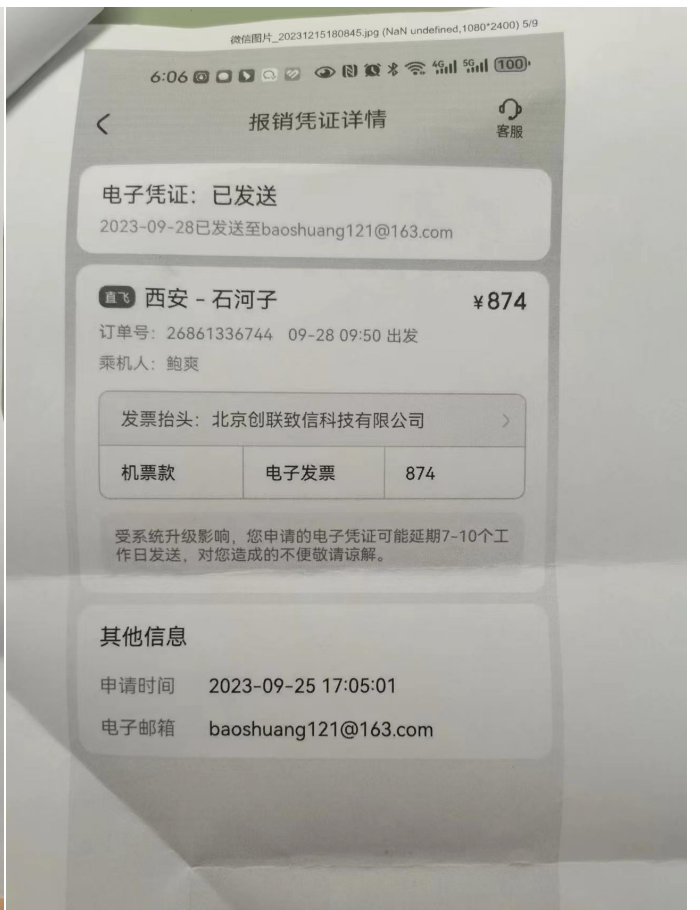 微信图片_20231215180845.jpg (NaN undefined,1080*2400) 5/9
6:06 4G 5G 100
报销凭证详情
客服
电子凭证：已发送
2023-09-28已发送至baoshuang121@163.com
直飞 西安 - 石河子 ¥874
订单号：26861336744 09-28 09:50 出发
乘机人：鲍爽
发票抬头：北京创联致信科技有限公司
机票款 电子发票 874
受系统升级影响，您申请的电子凭证可能延期7-10个工
作日发送，对您造成的不便敬请谅解。
其他信息
申请时间 2023-09-25 17:05:01
电子邮箱 baoshuang121@163.com